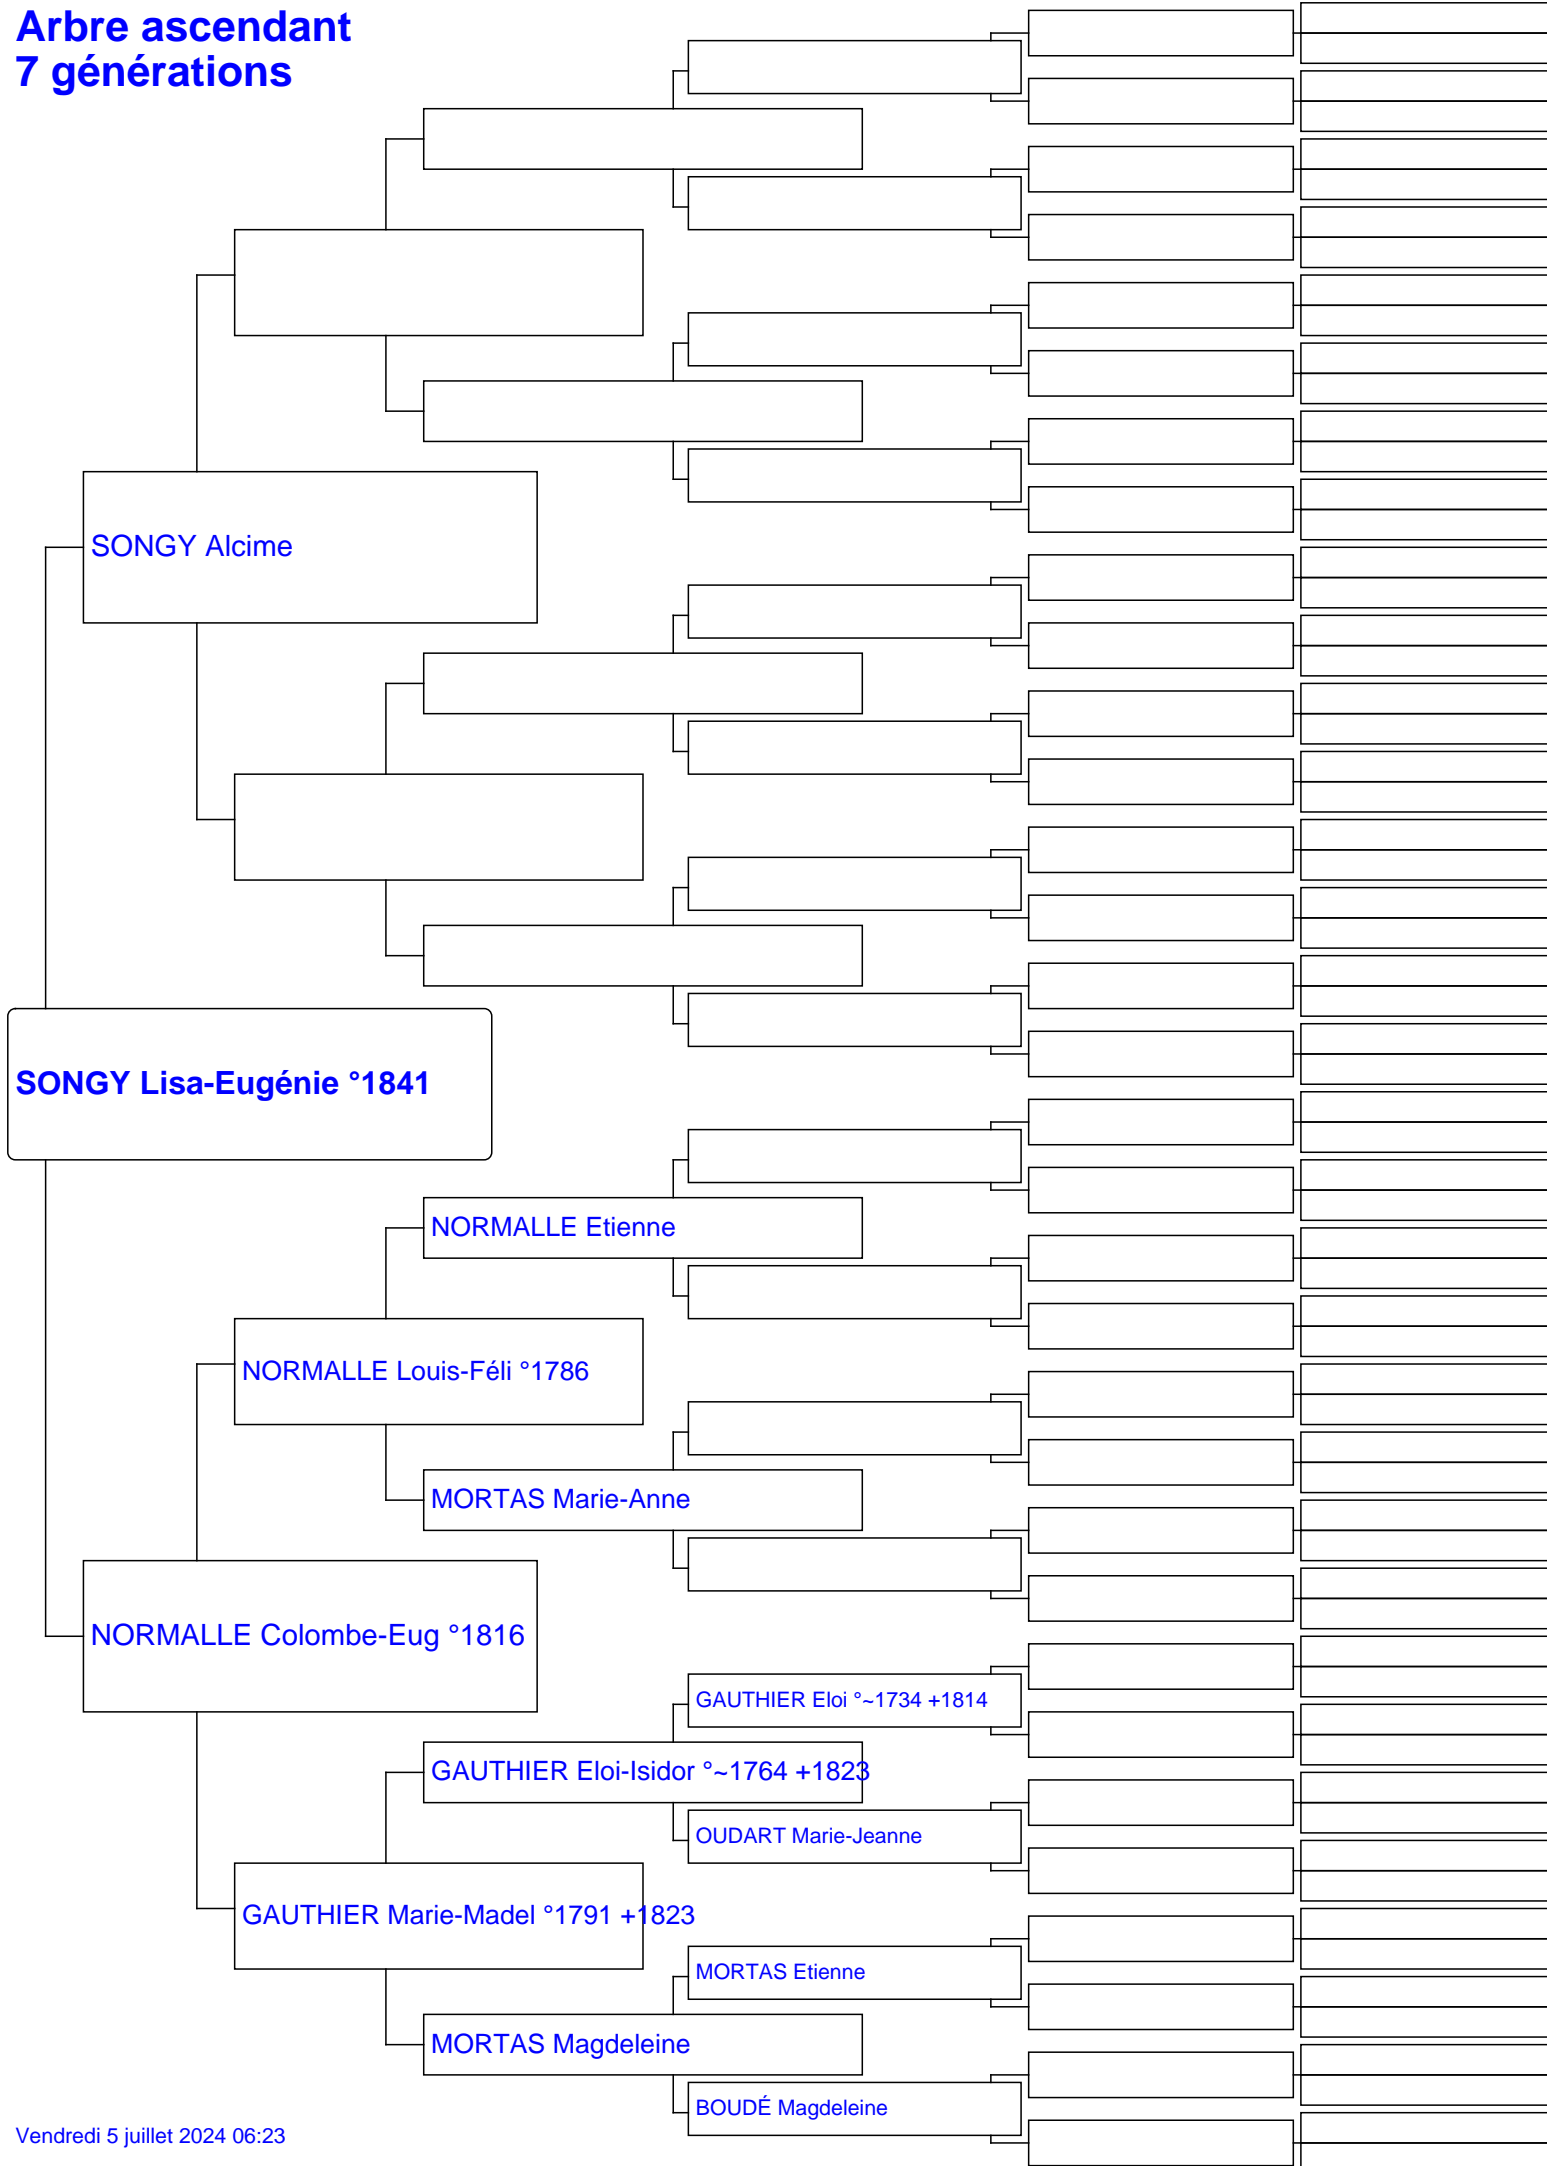 Arbre ascendant
7 générations
SONGY Alcime
SONGY Lisa-Eugénie °1841
NORMALLE Etienne
NORMALLE Louis-Féli °1786
MORTAS Marie-Anne
NORMALLE Colombe-Eug °1816
GAUTHIER Eloi °~1734 +1814
GAUTHIER Eloi-Isidor °~1764 +1823
OUDART Marie-Jeanne
GAUTHIER Marie-Madel °1791 +1823
MORTAS Etienne
MORTAS Magdeleine
BOUDÉ Magdeleine
Vendredi 5 juillet 2024 06:23